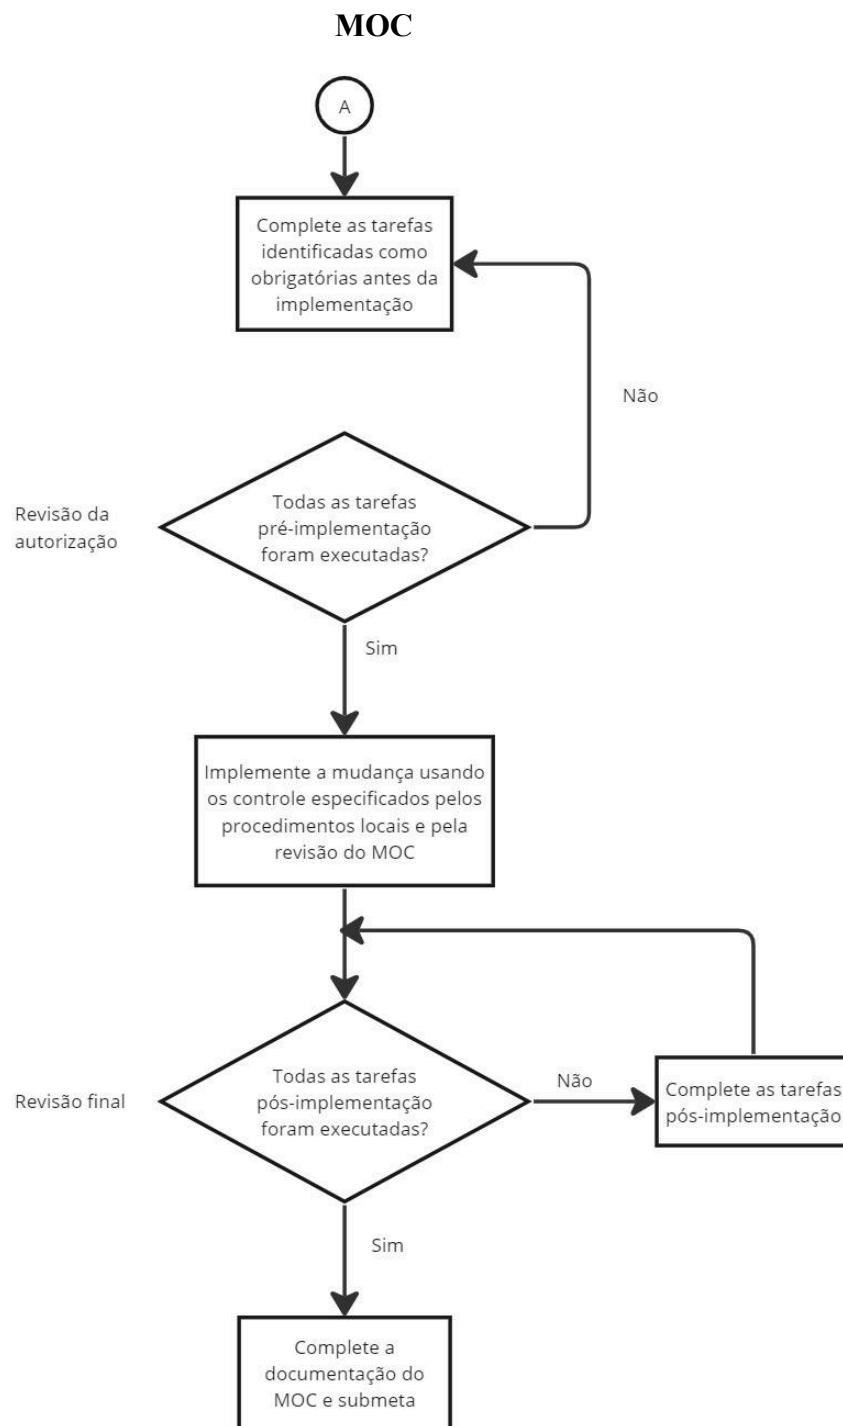 MOC
A
Complete as tarefas
identificadas como
obrigatórias antes da
implementação
Não
Todas as tarefas
pré-implementação
foram executadas?
Revisão da
autorização
Sim
Implemente a mudança usando
os controle especificados pelos
procedimentos locais e pela
revisão do MOC
Todas as tarefas
pós-implementação
foram executadas?
Revisão final
Não
Complete as tarefas
pós-implementação
Sim
Complete a
documentação do
MOC e submeta